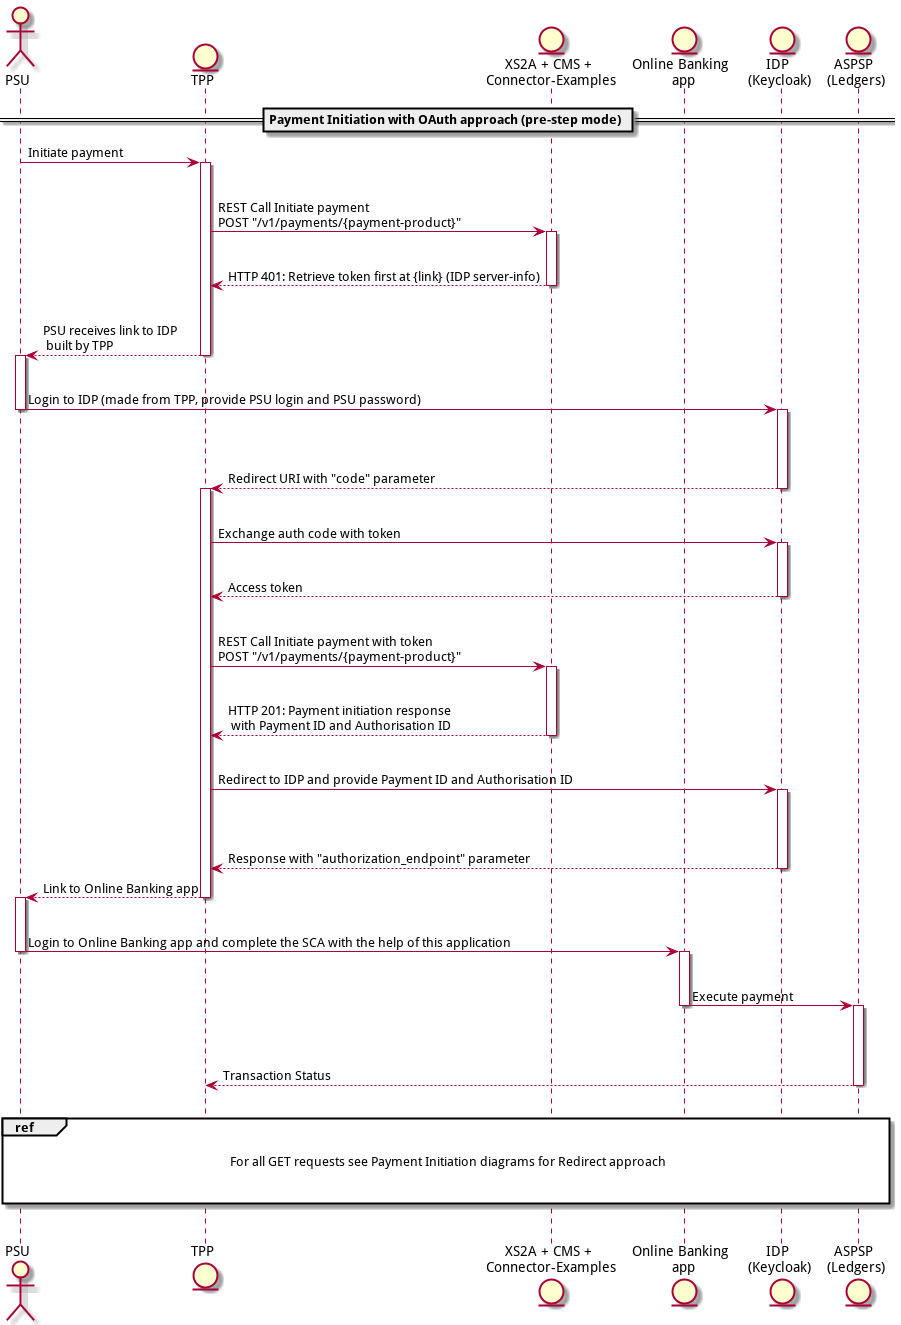 PSU
TPP
XS2A + CMS +
Connector-Examples
Online Banking
app
IDP
(Keycloak)
ASPSP
(Ledgers)
Payment Initiation with OAuth approach (pre-step mode)
Initiate payment
REST Call Initiate payment
POST "/v1/payments/{payment-product}"
HTTP 401: Retrieve token first at {link} (IDP server-info)
PSU receives link to IDP
built by TPP
Login to IDP (made from TPP, provide PSU login and PSU password)
Redirect URI with "code" parameter
Exchange auth code with token
Access token
REST Call Initiate payment with token
POST "/v1/payments/{payment-product}"
HTTP 201: Payment initiation response
with Payment ID and Authorisation ID
Redirect to IDP and provide Payment ID and Authorisation ID
Response with "authorization_endpoint" parameter
Link to Online Banking app
Login to Online Banking app and complete the SCA with the help of this application
Execute payment
Transaction Status
ref
For all GET requests see Payment Initiation diagrams for Redirect approach
PSU
TPP
XS2A + CMS +
Connector-Examples
Online Banking
app
IDP
(Keycloak)
ASPSP
(Ledgers)